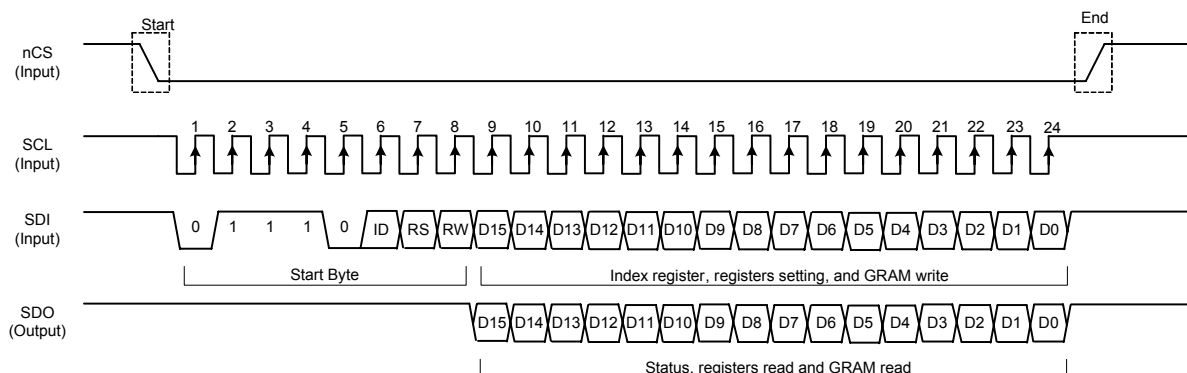 Start
End
nCS
(Input)
1 2 3 4 5 6 7 8 9 10 11 12 13 14 15 16 17 18 19 20 21 22 23 24
SCL
(Input)
SDI
(Input)
0 1 1 1 0 ID RS RW D15 D14 D13 D12 D11 D10 D9 D8 D7 D6 D5 D4 D3 D2 D1 D0
Start Byte
Index register, registers setting, and GRAM write
SDO
(Output)
D15 D14 D13 D12 D11 D10 D9 D8 D7 D6 D5 D4 D3 D2 D1 D0
Status, registers read and GRAM read